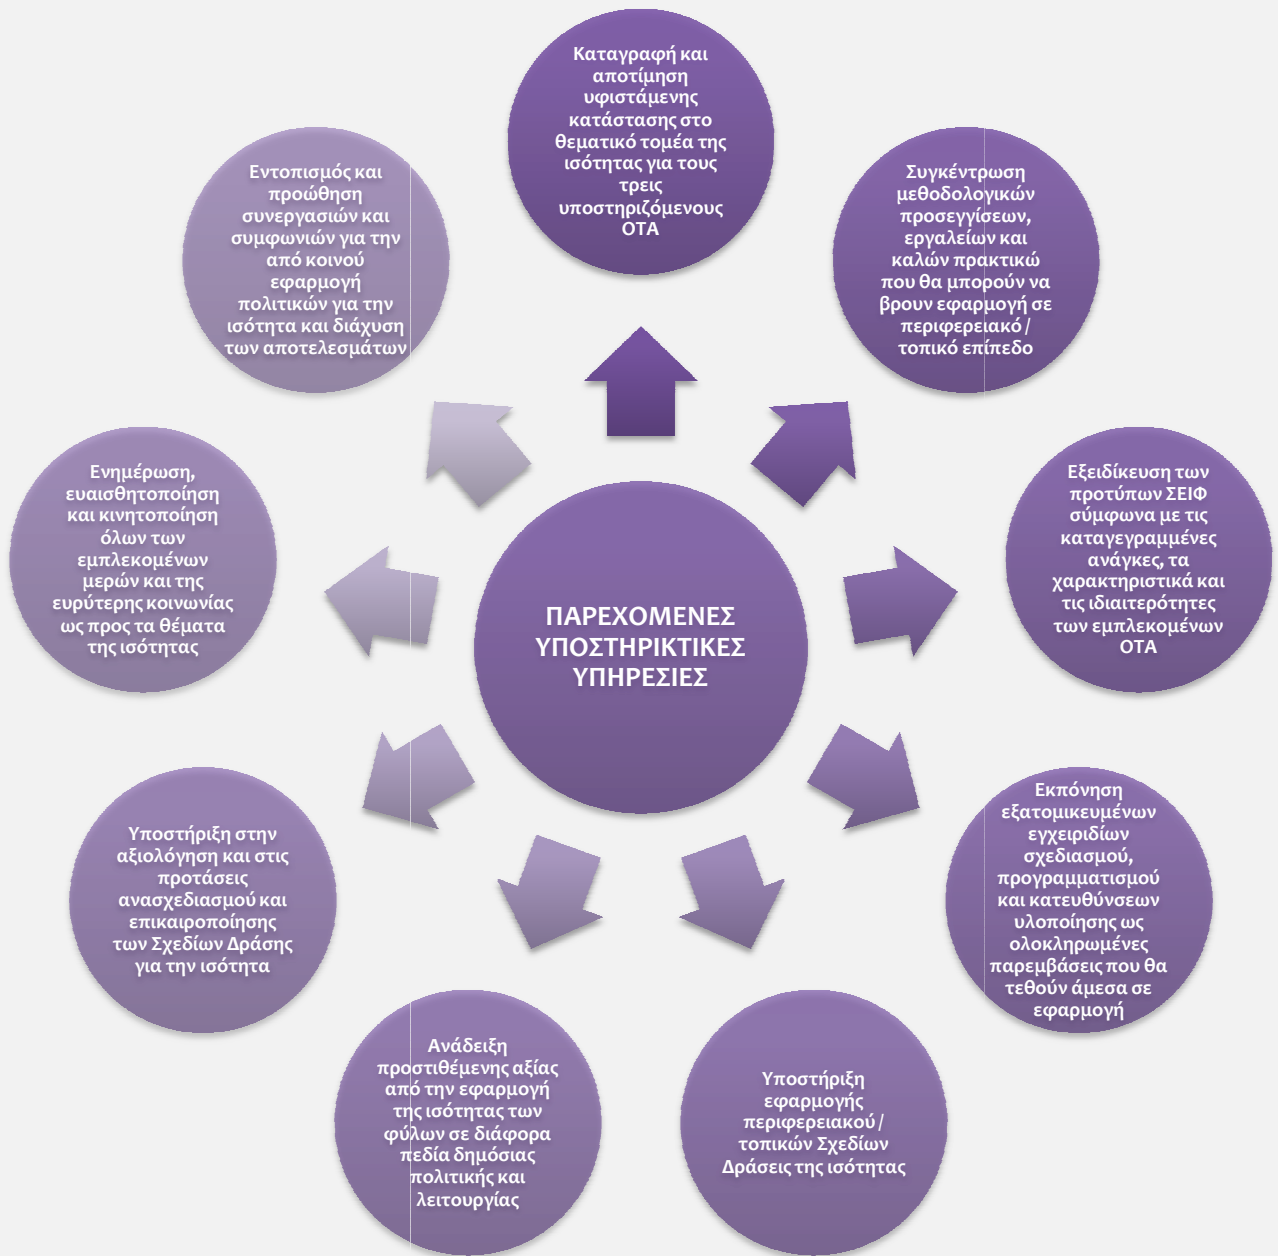 Καταγραφή και
αποτίμηση
υφιστάμενης
κατάστασης στο
θεματικό τομέα της
ισότητας για τους
τρεις
υποστηριζόμενους
ΟΤΑ
Συγκέντρωση
μεθοδολογικών
προσεγγίσεων,
εργαλείων και
καλών πρακτικό
που θα μπορούν να
βρουν εφαρμογή σε
περιφερειακό /
τοπικό επίπεδο
Εξειδίκευση των
προτύπων ΣΕΙΦ
σύμφωνα με τις
καταγεγραμμένες
ανάγκες, τα
χαρακτηριστικά και
τις ιδιαιτερότητες
των εμπλεκομένων
ΟΤΑ
Εκπόνηση
εξατομικευμένων
εγχειριδίων
σχεδιασμού,
προγραμματισμού
και κατευθύνσεων
υλοποίησης ως
ολοκληρωμένες
παρεμβάσεις που θα
τεθούν άμεσα σε
εφαρμογή
Υποστήριξη
εφαρμογής
περιφερειακού /
τοπικών Σχεδίων
Δράσεις της ισότητας
Ανάδειξη
προστιθέμενης αξίας
από την εφαρμογή
της ισότητας των
φύλων σε διάφορα
πεδία δημόσιας
πολιτικής και
λειτουργίας
Υποστήριξη στην
αξιολόγηση και στις
προτάσεις
ανασχεδιασμού και
επικαιροποίησης
των Σχεδίων Δράσης
για την ισότητα
Ενημέρωση,
ευαισθητοποίηση
και κινητοποίηση
όλων των
εμπλεκομένων
μερών και της
ευρύτερης κοινωνίας
ως προς τα θέματα
της ισότητας
Εντοπισμός και
προώθηση
συνεργασιών και
συμφωνιών για την
από κοινού
εφαρμογή
πολιτικών για την
ισότητα και διάχυση
των αποτελεσμάτων
ΠΑΡΕΧΟΜΕΝΕΣ
ΥΠΟΣΤΗΡΙΚΤΙΚΕΣ
ΥΠΗΡΕΣΙΕΣ